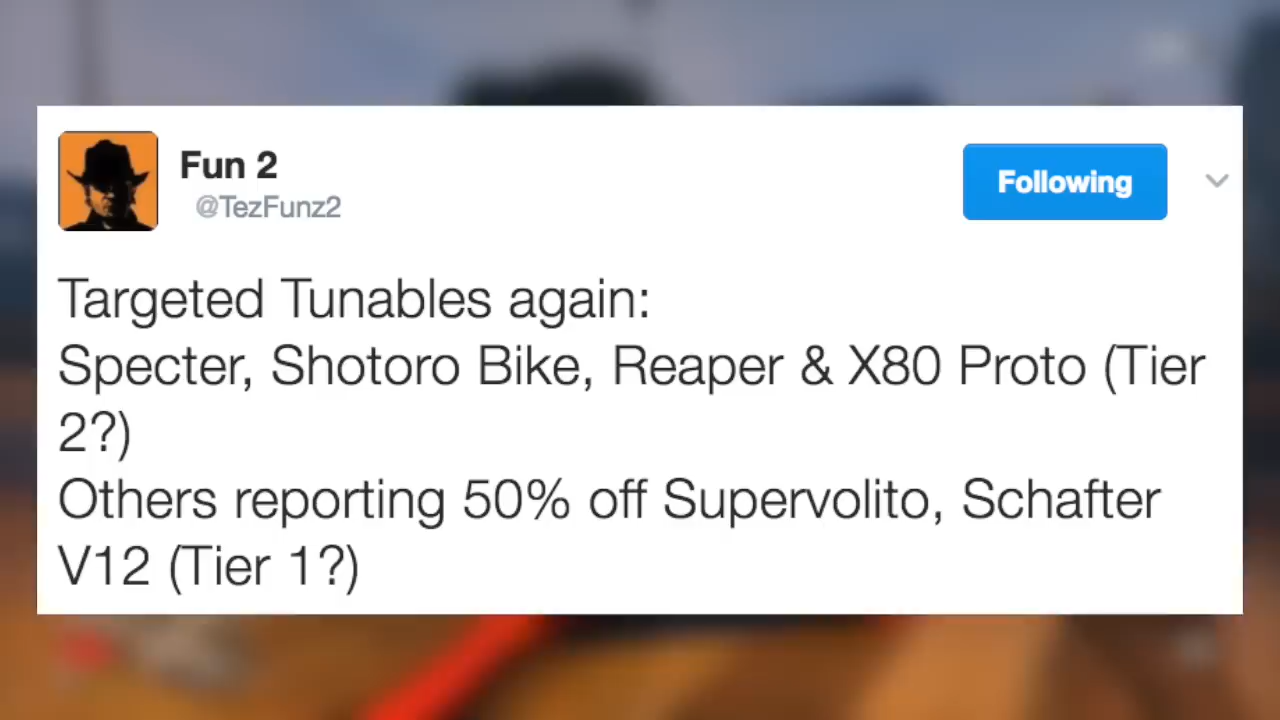 Fun 2
@TezFunz2
Following
Targeted Tunables again:
Specter, Shotoro Bike, Reaper & X80 Proto (Tier
2?)
Others reporting 50% off Supervolito, Schafter
V12 (Tier 1?)